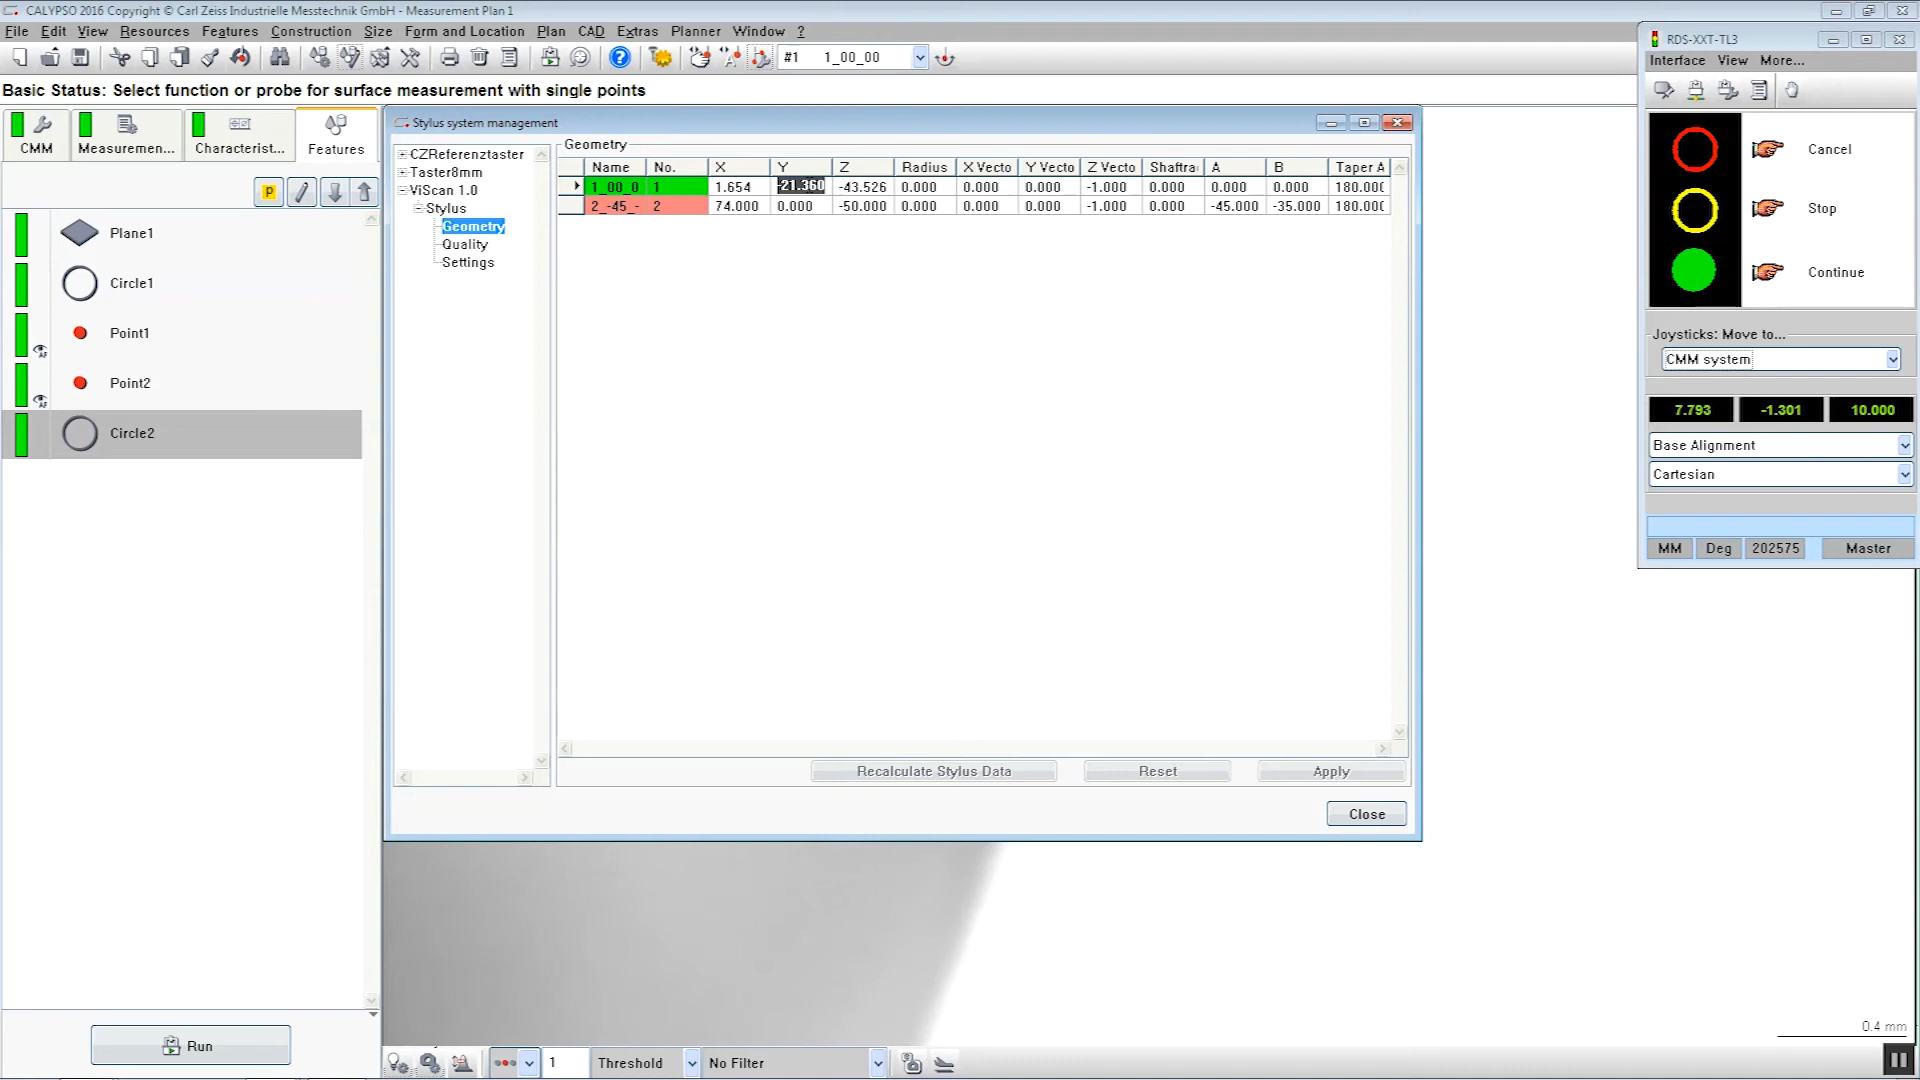 CALYPSO 2016 Copyright © Carl Zeiss Industrielle Messtechnik GmbH - Measurement Plan 1
File Edit View Resources Features Construction Size Form and Location Plan CAD Extras Planner Window ?
#1 1_00_00
Basic Status: Select function or probe for surface measurement with single points
CMM Measuremen... Characterist... Features
P
Plane1
Circle1
Point1
AF
Point2
AF
Circle2
Run
Stylus system management
CZReferenztaster
Taster8mm
ViScan 1.0
Stylus
Geometry
Quality
Settings
Geometry
Name No. X Y Z Radius X Vecto Y Vecto Z Vecto Shaftra A B Taper A
1_00_0 1 1.654 -21.360 -43.526 0.000 0.000 0.000 -1.000 0.000 0.000 0.000 180.000
2_-45_- 2 74.000 0.000 -50.000 0.000 0.000 0.000 -1.000 0.000 -45.000 -35.000 180.000
Recalculate Stylus Data Reset Apply
Close
0.4 mm
1 Threshold No Filter
RDS-XXT-TL3
Interface View More...
Cancel
Stop
Continue
Joysticks: Move to...
CMM system
7.793 -1.301 10.000
Base Alignment
Cartesian
MM Deg 202575 Master